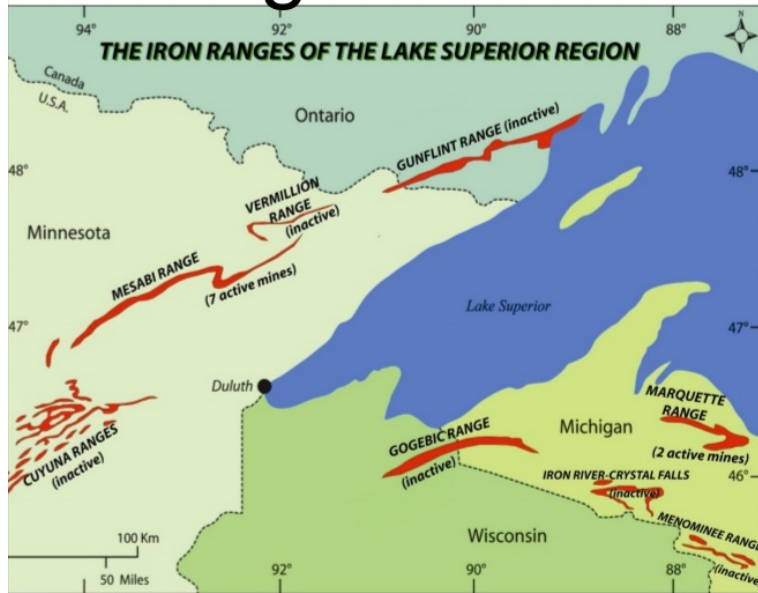 94°
92°
88°
N
THE IRON RANGES OF THE LAKE SUPERIOR REGION
Canada
U.S.A.
Ontario
GUNFLINT RANGE (inactive)
48°
48°
VERMILLION
RANGE
(inactive)
Minnesota
MESABI RANGE
(7 active mines)
Lake Superior
47°
47°
Duluth
MARQUETTE
RANGE
(2 active mines)
GOGEBIC RANGE
(inactive)
Michigan
CUYUNA RANGES
(inactive)
46°
IRON RIVER-CRYSTAL FALLS
(inactive)
MENOMINEE RANGE
(inactive
Wisconsin
100 Km
50 Miles
92°
90°
88°